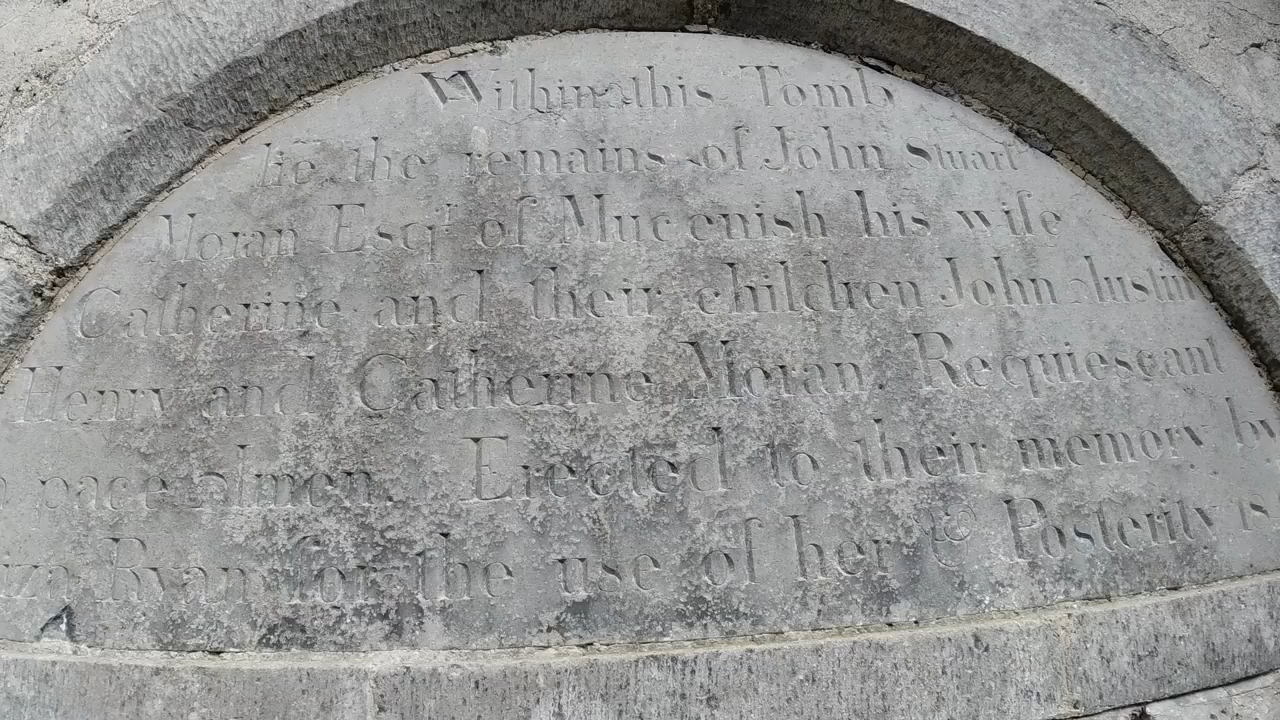 Within this Tomb
lie the remains of John Stuart
Moran Esqr of Mucenish his wife
Catherine and their children John Austin
Henry and Catherine Moran. Requiescant
pace Amen. Erected to their memory by
Ryan for the use of her & Posterity 18